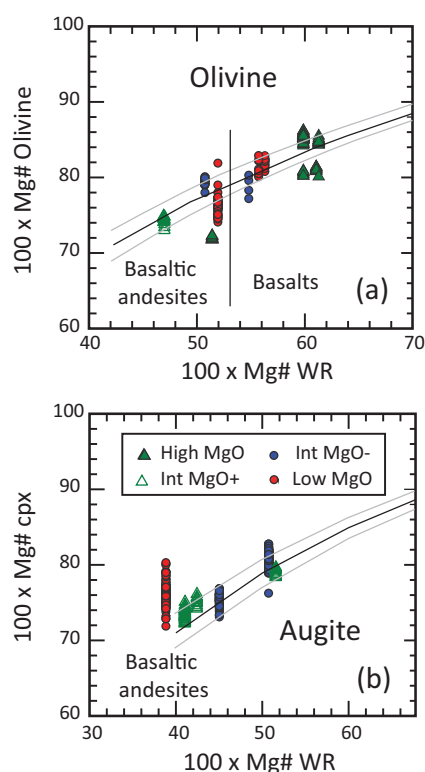 100
90
80
70
60
100 x Mg# Olivine
Olivine
Basaltic
andesites
Basalts
(a)
40 50 60 70
100 x Mg# WR
100
90
80
70
60
100 x Mg# cpx
High MgO Int MgO-
Int MgO+ Low MgO
Augite
Basaltic
andesites
(b)
30 40 50 60
100 x Mg# WR